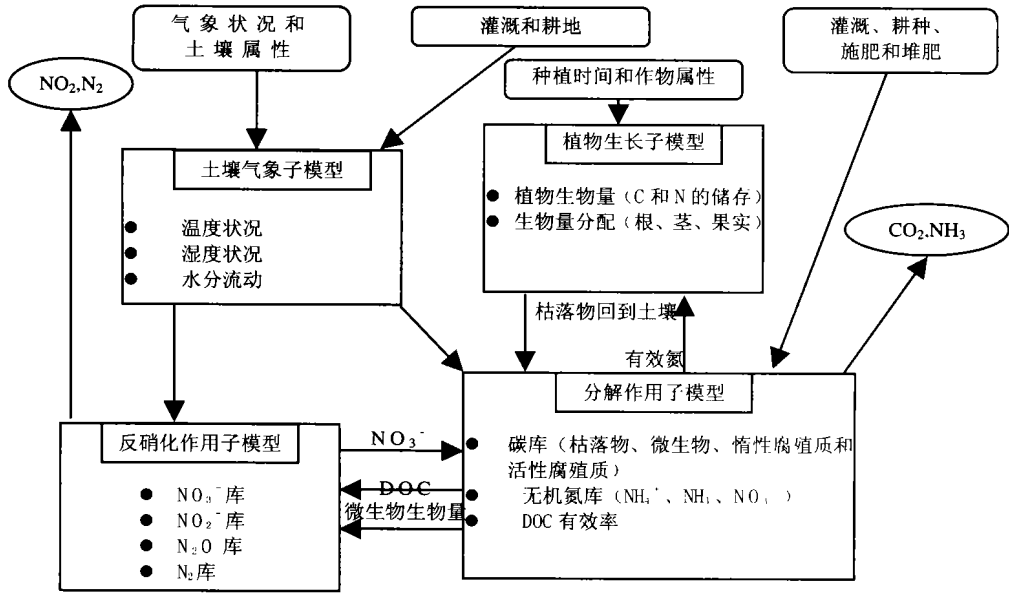 气象状况和
土壤属性
灌溉和耕地
灌溉、耕种、
施肥和堆肥
NO₂,N₂
种植时间和作物属性
土壤气象子模型
温度状况
湿度状况
水分流动
植物生长子模型
植物生物量（C和N的储存）
生物量分配（根、茎、果实）
CO₂.NH₃
枯落物回到土壤
有效氮
分解作用子模型
碳库（枯落物、微生物、惰性腐殖质和
活性腐殖质）
无机氮库（NH₄⁺、
DOC有效率
反硝化作用子模型
NO₃⁻库
NO₂⁻库
N₂O库
N₂库
NO₃⁻
DOC
微生物生物量